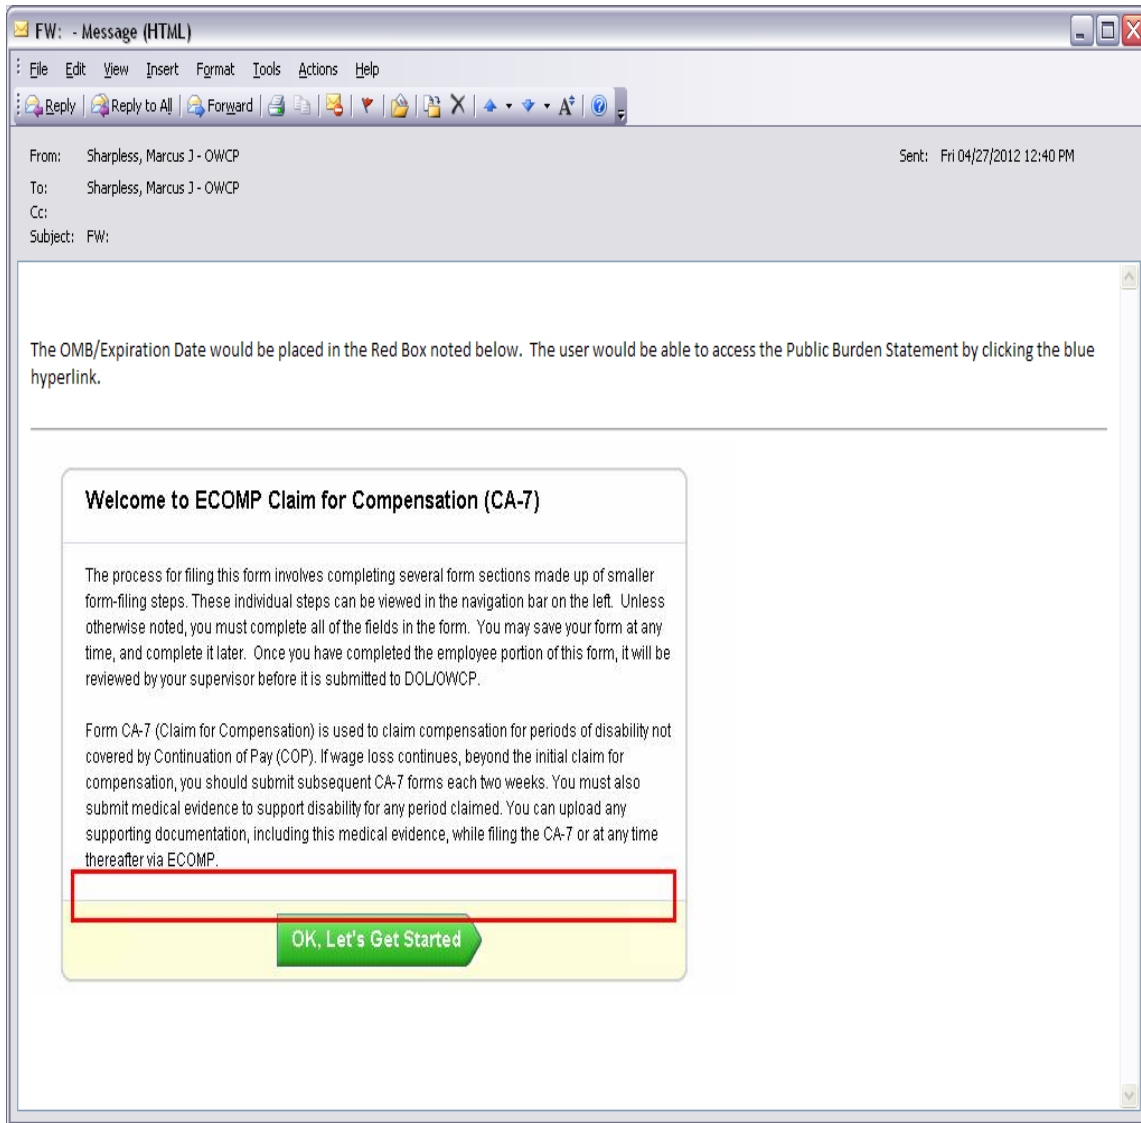 FW: - Message (HTML)
File Edit View Insert Format Tools Actions Help
Reply Reply to All Forward
From: Sharpless, Marcus J - OWCP Sent: Fri 04/27/2012 12:40 PM
To: Sharpless, Marcus J - OWCP
Cc:
Subject: FW:
The OMB/Expiration Date would be placed in the Red Box noted below. The user would be able to access the Public Burden Statement by clicking the blue
hyperlink.
Welcome to ECOMP Claim for Compensation (CA-7)
The process for filing this form involves completing several form sections made up of smaller
form-filing steps. These individual steps can be viewed in the navigation bar on the left. Unless
otherwise noted, you must complete all of the fields in the form. You may save your form at any
time, and complete it later. Once you have completed the employee portion of this form, it will be
reviewed by your supervisor before it is submitted to DOL/OWCP.
Form CA-7 (Claim for Compensation) is used to claim compensation for periods of disability not
covered by Continuation of Pay (COP). If wage loss continues, beyond the initial claim for
compensation, you should submit subsequent CA-7 forms each two weeks. You must also
submit medical evidence to support disability for any period claimed. You can upload any
supporting documentation, including this medical evidence, while filing the CA-7 or at any time
thereafter via ECOMP.
OK, Let's Get Started